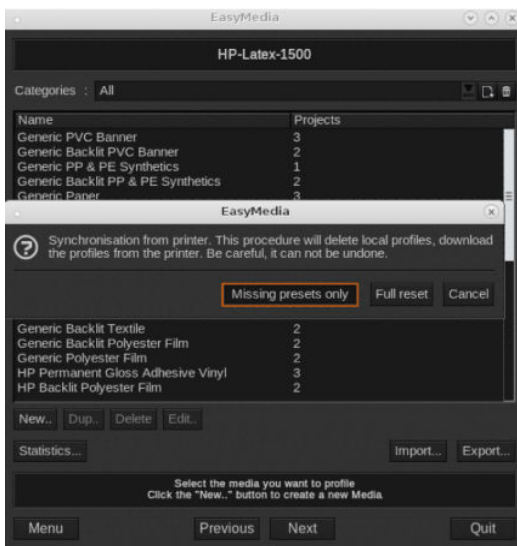 EasyMedia
HP-Latex-1500
Categories : All
Name Projects
Generic PVC Banner 3
Generic Backlit PVC Banner 2
Generic PP & PE Synthetics 1
Generic Backlit PP & PE Synthetics 2
Generic Paper 3
EasyMedia
Synchronisation from printer. This procedure will delete local profiles, download
the profiles from the printer. Be careful, it can not be undone.
Missing presets only Full reset Cancel
Generic Backlit Textile 2
Generic Backlit Polyester Film 2
Generic Polyester Film 2
HP Permanent Gloss Adhesive Vinyl 3
HP Backlit Polyester Film 2
New.. Dup.. Delete Edit..
Statistics... Import... Export...
Select the media you want to profile
Click the "New.." button to create a new Media
Menu Previous Next Quit